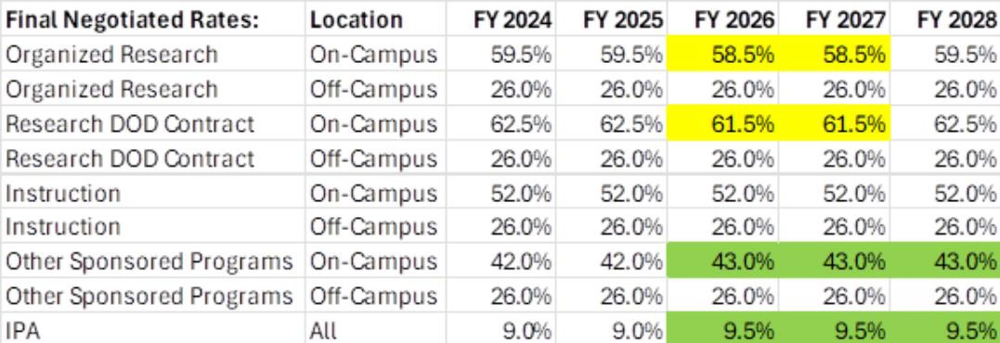 Final Negotiated Rates: Location FY 2024 FY 2025 FY 2026 FY 2027 FY 2028
Organized Research On-Campus 59.5% 59.5% 58.5% 58.5% 59.5%
Organized Research Off-Campus 26.0% 26.0% 26.0% 26.0% 26.0%
Research DOD Contract On-Campus 62.5% 62.5% 61.5% 61.5% 62.5%
Research DOD Contract Off-Campus 26.0% 26.0% 26.0% 26.0% 26.0%
Instruction On-Campus 52.0% 52.0% 52.0% 52.0% 52.0%
Instruction Off-Campus 26.0% 26.0% 26.0% 26.0% 26.0%
Other Sponsored Programs On-Campus 42.0% 42.0% 43.0% 43.0% 43.0%
Other Sponsored Programs Off-Campus 26.0% 26.0% 26.0% 26.0% 26.0%
IPA All 9.0% 9.0% 9.5% 9.5% 9.5%